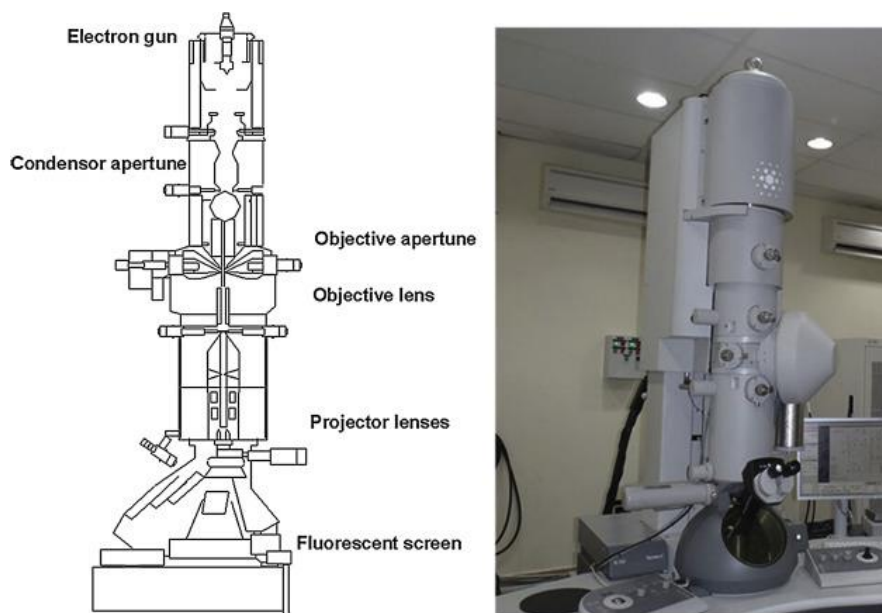 Electron gun
Condensor apertune
Objective apertune
Objective lens
Projector lenses
Fluorescent screen